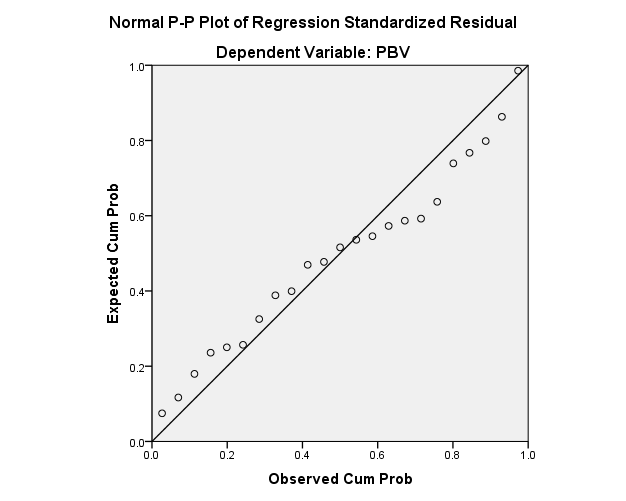 Normal P-P Plot of Regression Standardized Residual
Dependent Variable: PBV
1.0
0.8
0.6
0.4
0.2
0.0
Expected Cum Prob
0.0 0.2 0.4 0.6 0.8 1.0
Observed Cum Prob